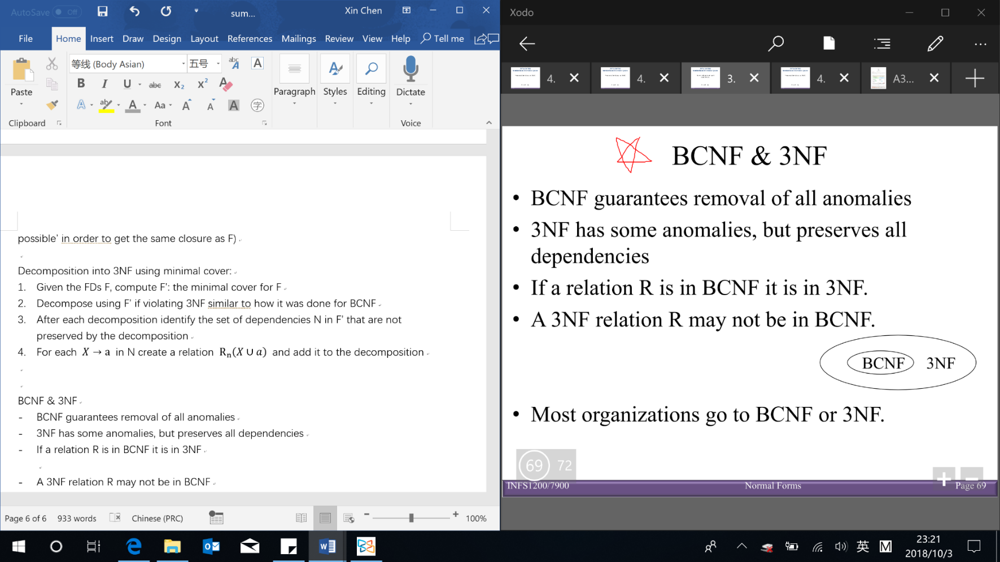 AutoSave Off
sum...
Xin Chen
File Home Insert Draw Design Layout References Mailings Review View Help Tell me
Paste
Clipboard
等线 (Body Asian) 五号
abc A A
B I U abc X₂ X² A
A ab A Aa A A A 字
Font
Paragraph
Styles
Editing
Dictate
Voice
possible' in order to get the same closure as F)
Decomposition into 3NF using minimal cover:
1. Given the FDs F, compute F': the minimal cover for F
2. Decompose using F' if violating 3NF similar to how it was done for BCNF
3. After each decomposition identify the set of dependencies N in F' that are not
preserved by the decomposition
4. For each X → a in N create a relation Rₙ(X ∪ a) and add it to the decomposition
BCNF & 3NF
- BCNF guarantees removal of all anomalies
- 3NF has some anomalies, but preserves all dependencies
- If a relation R is in BCNF it is in 3NF
- A 3NF relation R may not be in BCNF
Page 6 of 6 933 words Chinese (PRC) 100%
Xodo
4. 4. 3. 4. A3...
BCNF & 3NF
• BCNF guarantees removal of all anomalies
• 3NF has some anomalies, but preserves all
dependencies
• If a relation R is in BCNF it is in 3NF.
• A 3NF relation R may not be in BCNF.
BCNF 3NF
• Most organizations go to BCNF or 3NF.
69 72
INFS1200/7900 Normal Forms Page 69
英 M
23:21
2018/10/3